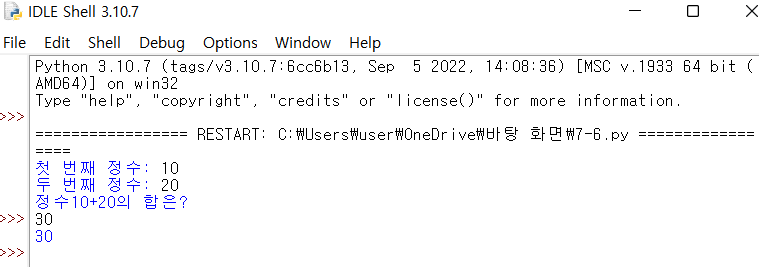 IDLE Shell 3.10.7
File Edit Shell Debug Options Window Help
Python 3.10.7 (tags/v3.10.7:6cc6b13, Sep  5 2022, 14:08:36) [MSC v.1933 64 bit (
AMD64)] on win32
Type "help", "copyright", "credits" or "license()" for more information.
>>>
================= RESTART: C:₩Users₩user₩OneDrive₩바탕 화면₩7-6.py =============
====
첫 번째 정수: 10
두 번째 정수: 20
정수10+20의 합은?
>>> 30
30
>>>